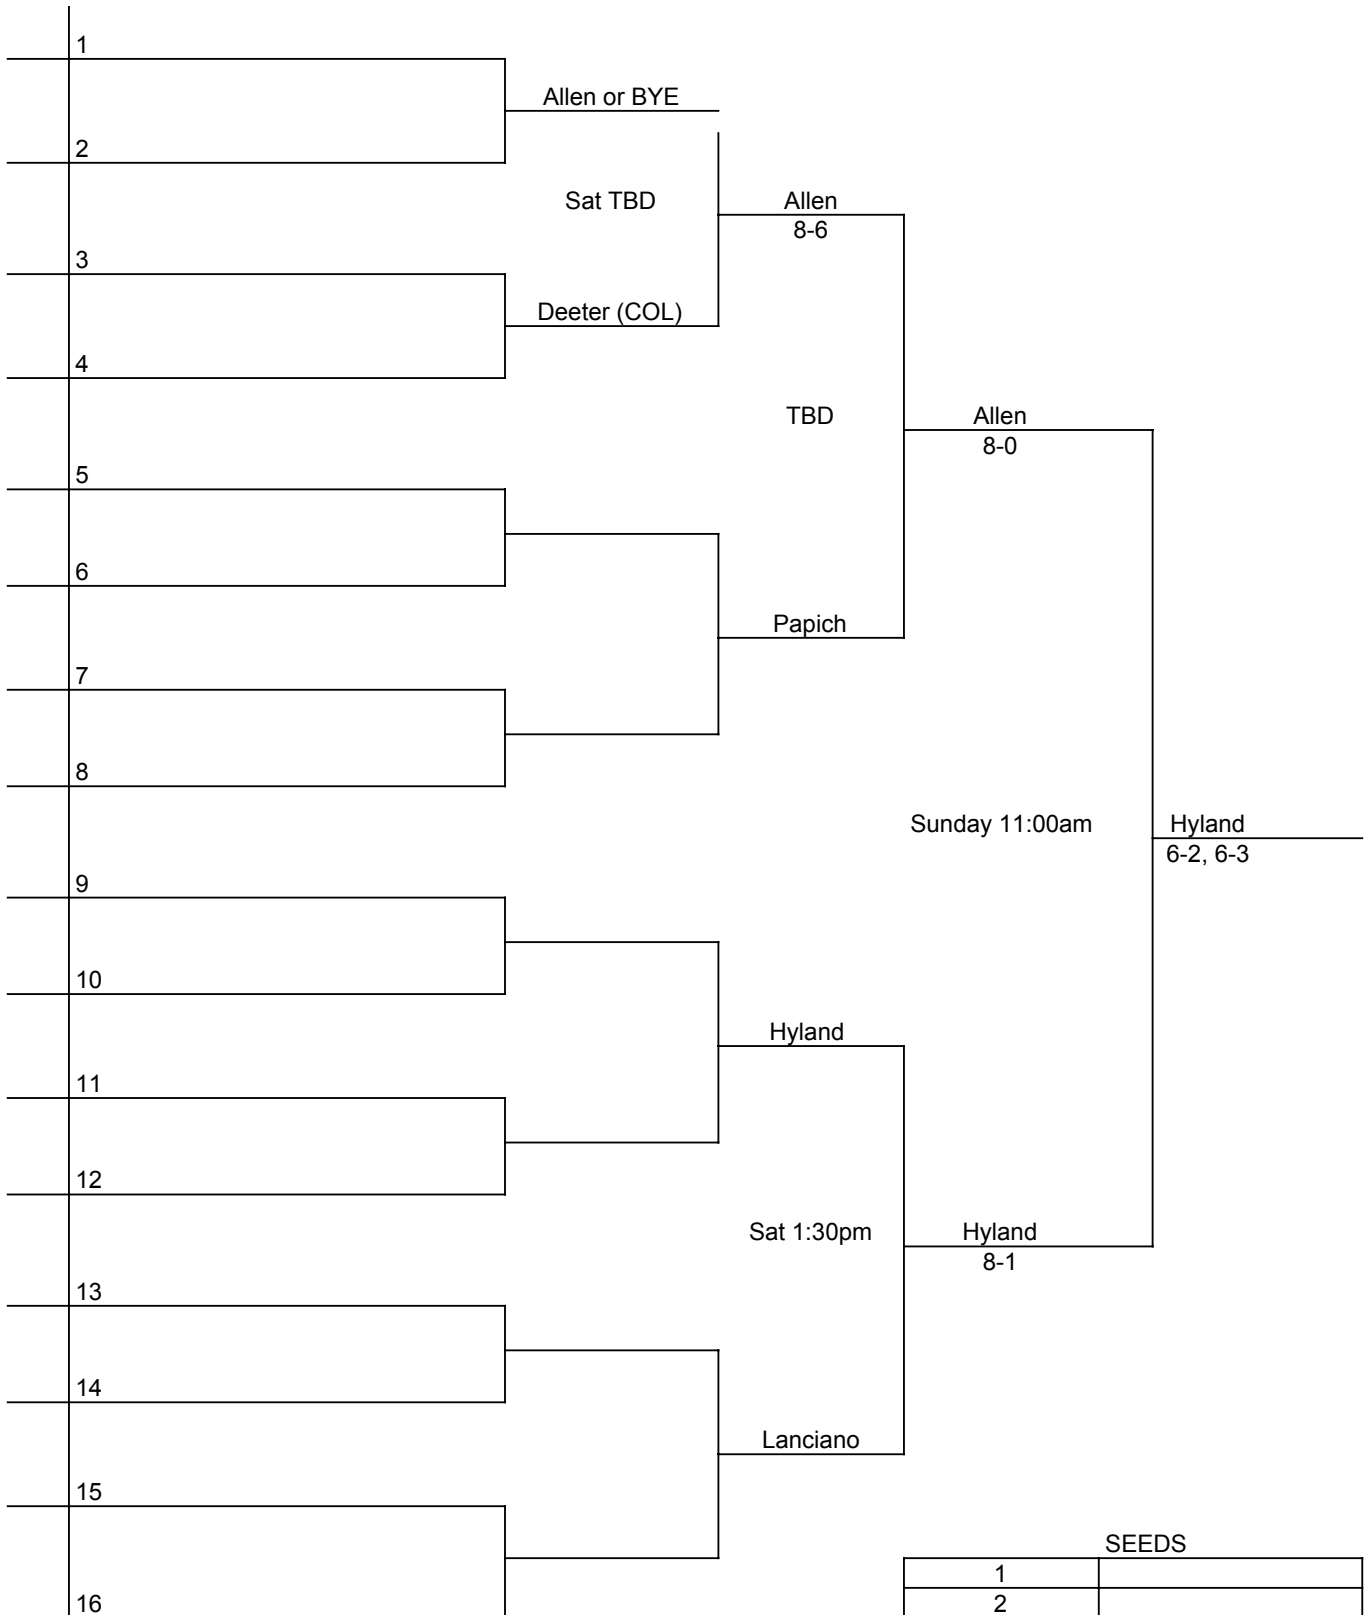 1
Allen or BYE
2
Sat TBD
Allen
8-6
3
Deeter (COL)
4
TBD
Allen
8-0
5
6
Papich
7
8
Sunday 11:00am
Hyland
6-2, 6-3
9
10
Hyland
11
12
Sat 1:30pm
Hyland
8-1
13
14
Lanciano
15
SEEDS
1
16
2